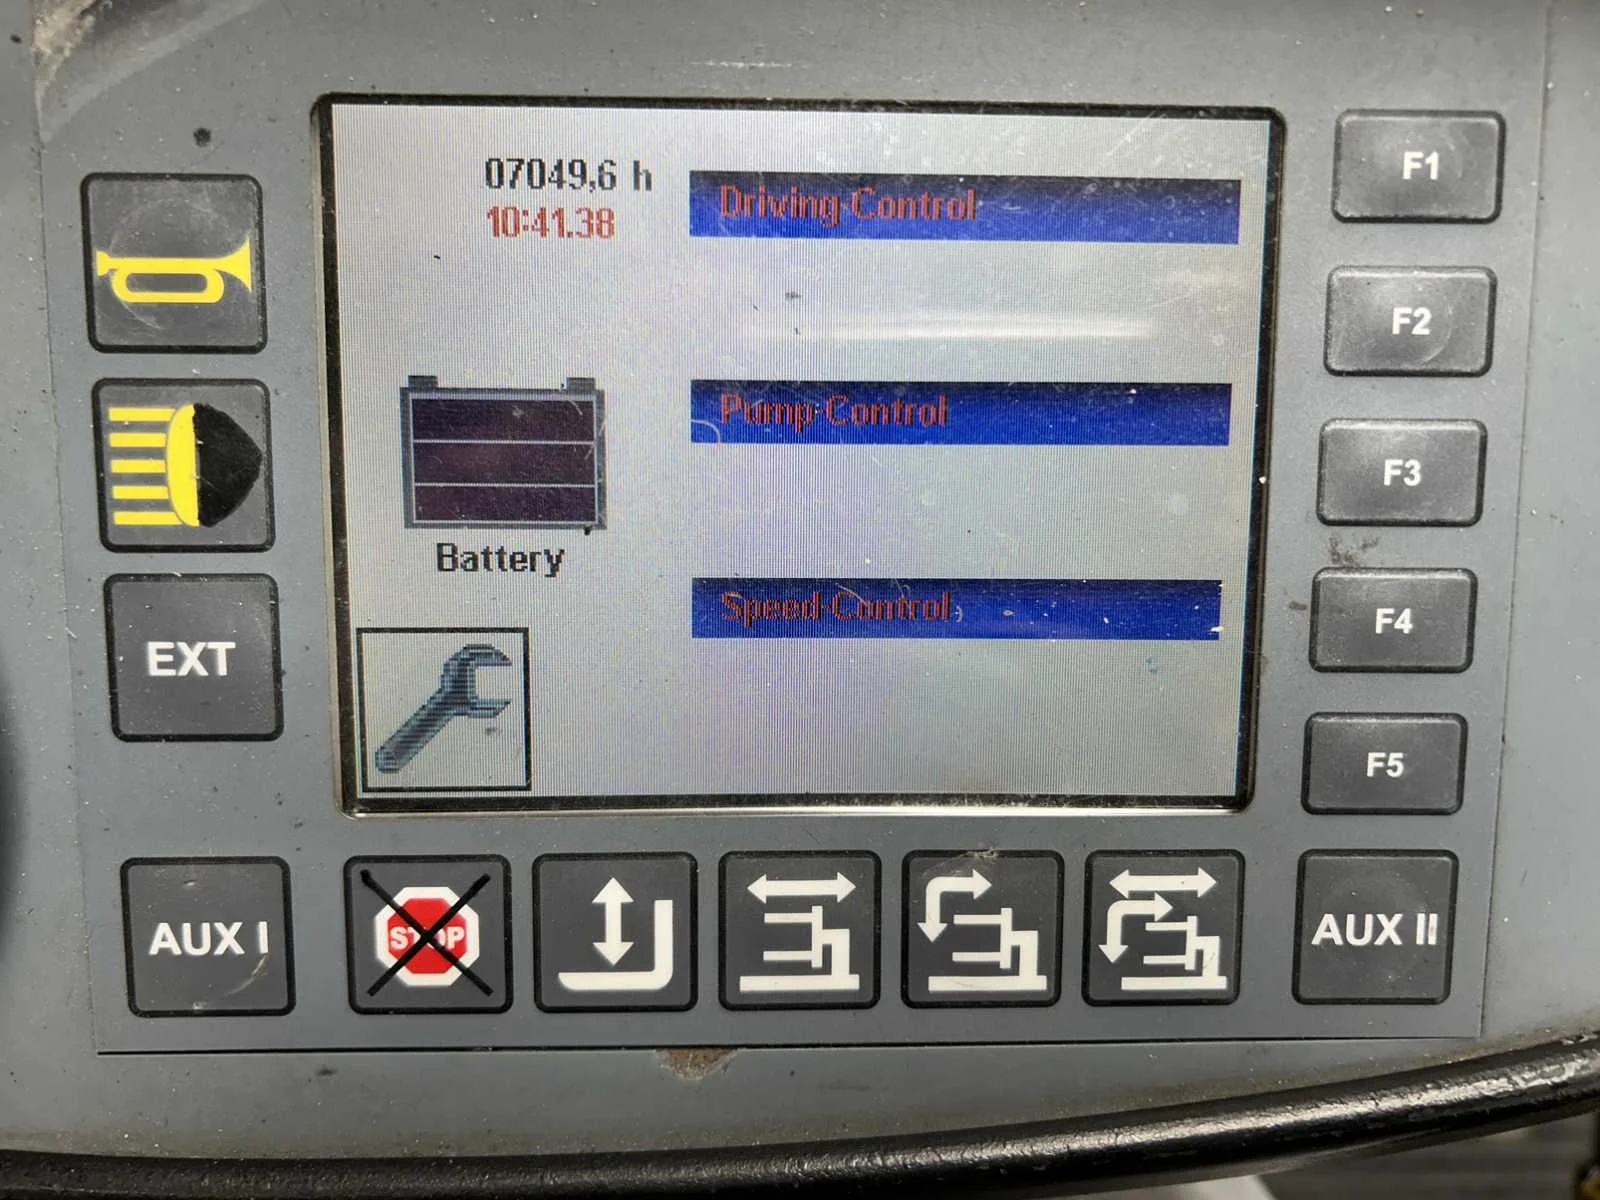 07049,6 h
10:41.38
Driving Control
Pump Control
Speed Control
Battery
EXT
F1
F2
F3
F4
F5
AUX I
STOP
AUX II